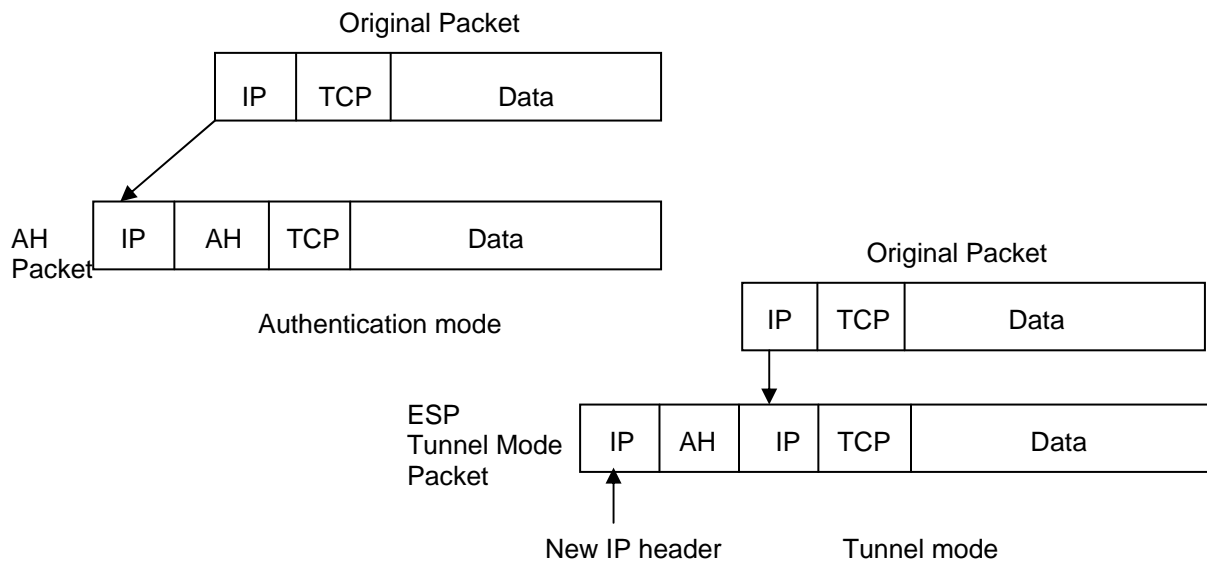 Original Packet
IP TCP Data
AH
Packet
IP AH TCP Data
Authentication mode
Original Packet
IP TCP Data
ESP
Tunnel Mode
Packet
IP AH IP TCP Data
New IP header
Tunnel mode